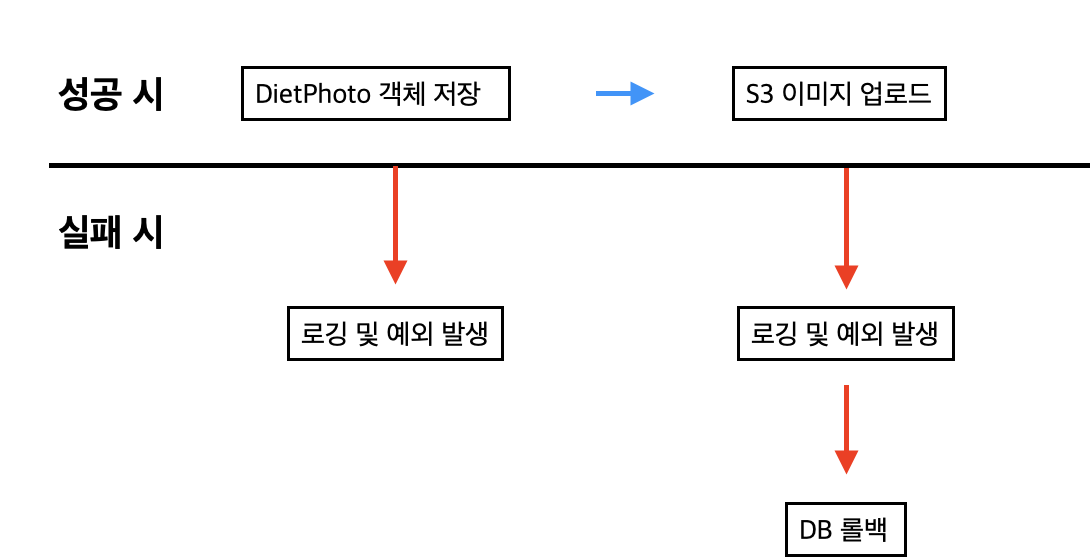 성공 시
DietPhoto 객체 저장
S3 이미지 업로드
실패 시
로깅 및 예외 발생
로깅 및 예외 발생
DB 롤백